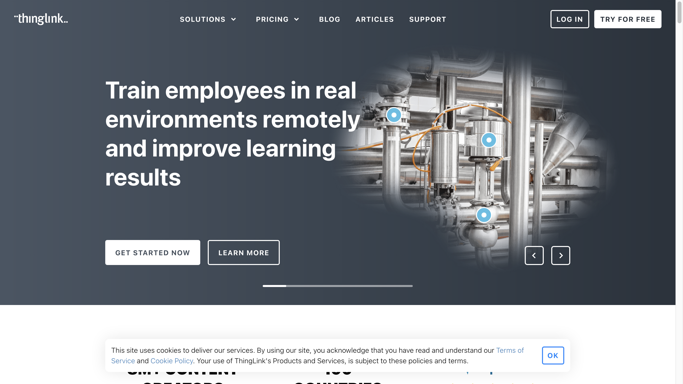 thinglink..
SOLUTIONS PRICING BLOG ARTICLES SUPPORT LOG IN TRY FOR FREE
Train employees in real
environments remotely
and improve learning
results
GET STARTED NOW LEARN MORE
This site uses cookies to deliver our services. By using our site, you acknowledge that you have read and understand our Terms of
Service and Cookie Policy. Your use of ThingLink's Products and Services, is subject to these policies and terms.
OK
CREATORS COUNTRIES